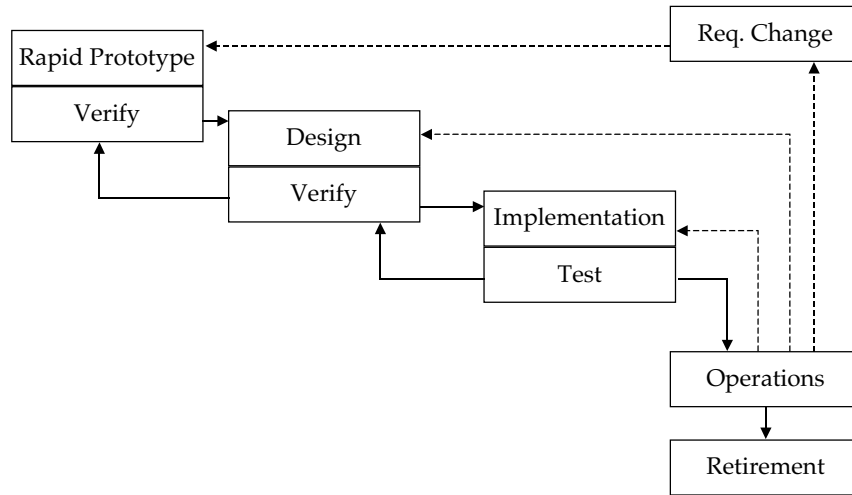 Req. Change
Rapid Prototype
Verify
Design
Verify
Implementation
Test
Operations
Retirement